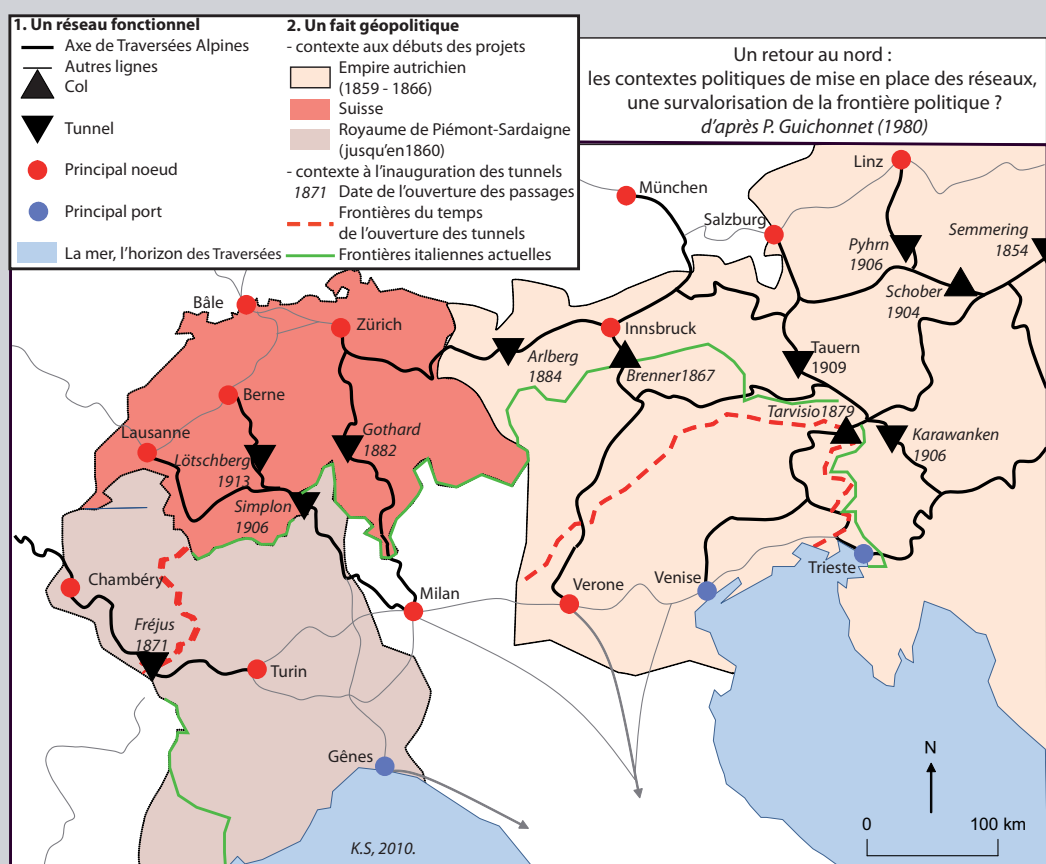 1. Un réseau fonctionnel
Axe de Traversées Alpines
Autres lignes
Col
Tunnel
Principal noeud
Principal port
La mer, l'horizon des Traversées
2. Un fait géopolitique
- contexte aux débuts des projets
Empire autrichien
(1859 - 1866)
Suisse
Royaume de Piémont-Sardaigne
(jusqu'en1860)
- contexte à l'inauguration des tunnels
1871 Date de l'ouverture des passages
Frontières du temps
de l'ouverture des tunnels
Frontières italiennes actuelles
Un retour au nord :
les contextes politiques de mise en place des réseaux,
une survalorisation de la frontière politique ?
d'après P. Guichonnet (1980)
Linz
München
Salzburg
Pyhrn
1906
Semmering
1854
Schober
1904
Bâle
Zürich
Innsbruck
Arlberg
1884
Brenner1867
Tauern
1909
Berne
Lausanne
Lötschberg
1913
Gothard
1882
Simplon
1906
Tarvisio1879
Karawanken
1906
Chambéry
Fréjus
1871
Milan
Verone
Venise
Trieste
Turin
Gênes
N
0 100 km
K.S, 2010.